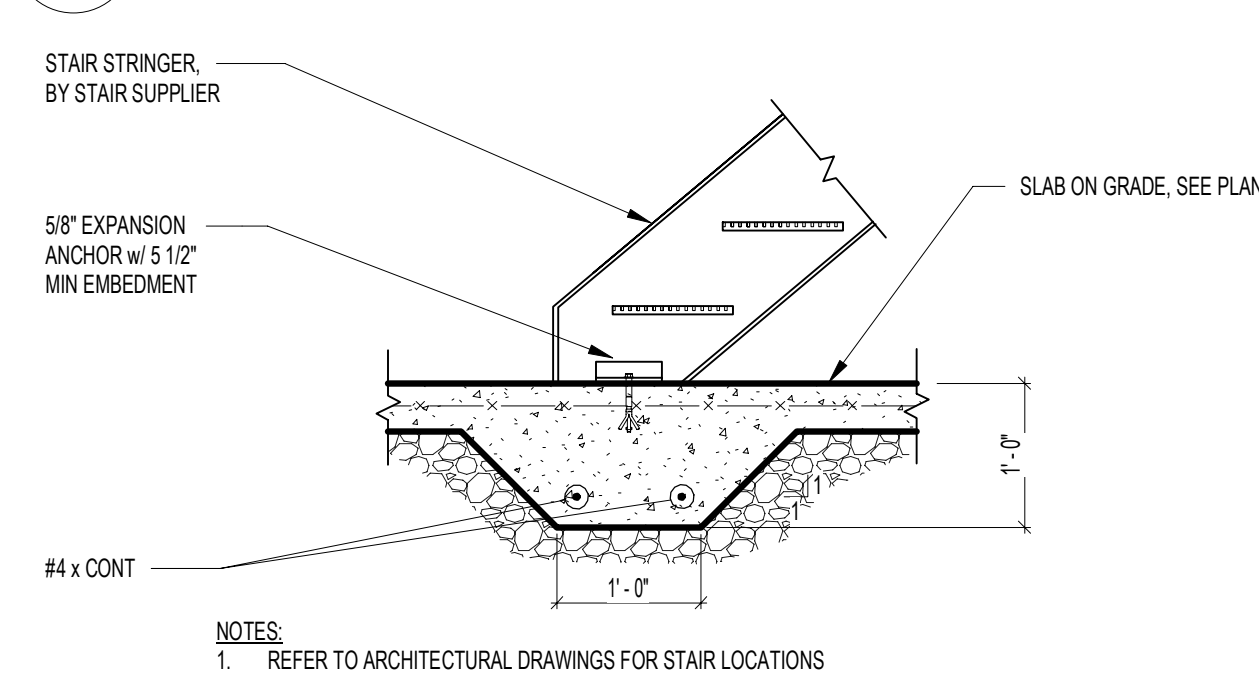 STAIR STRINGER,
BY STAIR SUPPLIER
SLAB ON GRADE, SEE PLAN
5/8" EXPANSION
ANCHOR w/ 5 1/2"
MIN EMBEDMENT
1' - 0"
1
1
#4 x CONT
1' - 0"
NOTES:
1. REFER TO ARCHITECTURAL DRAWINGS FOR STAIR LOCATIONS